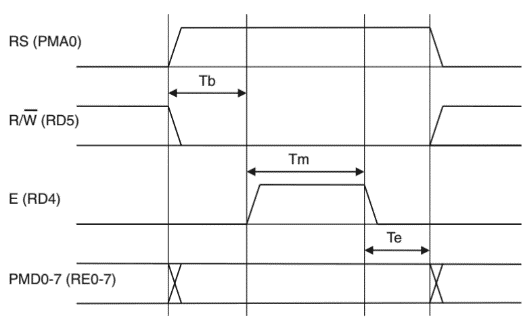 RS (PMA0)
Tb
R/W̅ (RD5)
Tm
E (RD4)
Te
PMD0-7 (RE0-7)